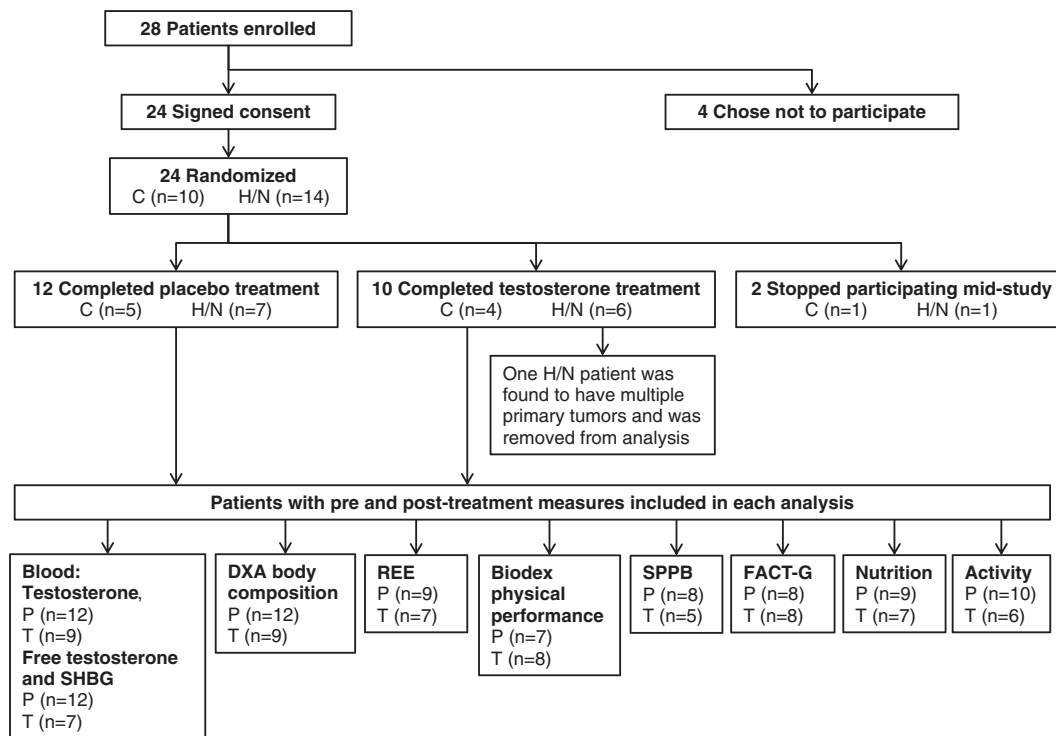 28 Patients enrolled
24 Signed consent
4 Chose not to participate
24 Randomized
C (n=10) H/N (n=14)
12 Completed placebo treatment
C (n=5) H/N (n=7)
10 Completed testosterone treatment
C (n=4) H/N (n=6)
2 Stopped participating mid-study
C (n=1) H/N (n=1)
One H/N patient was
found to have multiple
primary tumors and was
removed from analysis
Patients with pre and post-treatment measures included in each analysis
Blood:
Testosterone,
P (n=12)
T (n=9)
Free testosterone
and SHBG
P (n=12)
T (n=7)
DXA body
composition
P (n=12)
T (n=9)
REE
P (n=9)
T (n=7)
Biodex
physical
performance
P (n=7)
T (n=8)
SPPB
P (n=8)
T (n=5)
FACT-G
P (n=8)
T (n=8)
Nutrition
P (n=9)
T (n=7)
Activity
P (n=10)
T (n=6)